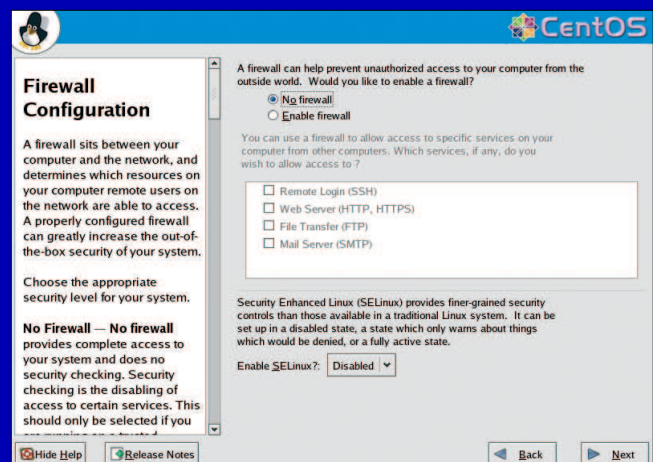 CentOS
Firewall
Configuration
A firewall sits between your
computer and the network, and
determines which resources on
your computer remote users on
the network are able to access.
A properly configured firewall
can greatly increase the out-of-
the-box security of your system.
Choose the appropriate
security level for your system.
No Firewall — No firewall
provides complete access to
your system and does no
security checking. Security
checking is the disabling of
access to certain services. This
should only be selected if you
are running on a trusted
A firewall can help prevent unauthorized access to your computer from the
outside world. Would you like to enable a firewall?
No firewall
Enable firewall
You can use a firewall to allow access to specific services on your
computer from other computers. Which services, if any, do you
wish to allow access to ?
Remote Login (SSH)
Web Server (HTTP, HTTPS)
File Transfer (FTP)
Mail Server (SMTP)
Security Enhanced Linux (SELinux) provides finer-grained security
controls than those available in a traditional Linux system. It can be
set up in a disabled state, a state which only warns about things
which would be denied, or a fully active state.
Enable SELinux?: Disabled
Hide Help
Release Notes
Back
Next